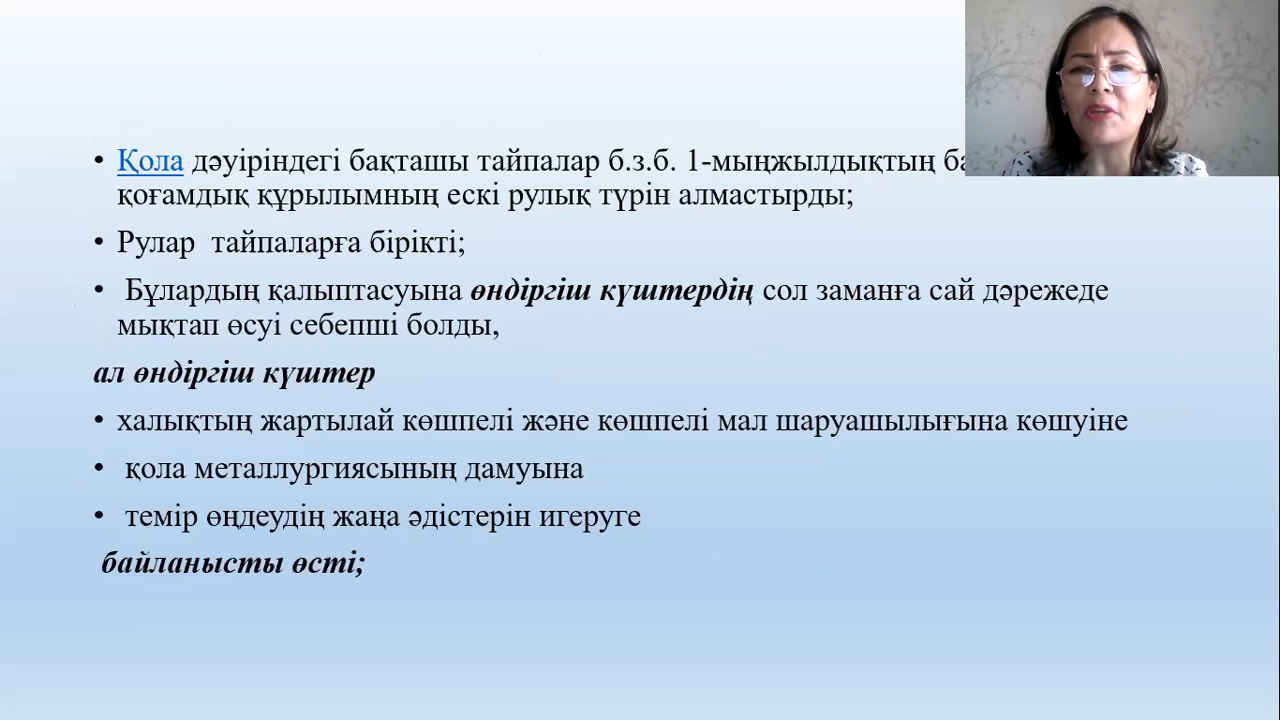 • Қола дәуіріндегі бақташы тайпалар б.з.б. 1-мыңжылдықтың
қоғамдық құрылымның ескі рулық түрін алмастырды;
• Рулар тайпаларға бірікті;
• Бұлардың қалыптасуына өндіргіш күштердің сол заманға сай дәрежеде
мықтап өсуі себепші болды,
ал өндіргіш күштер
• халықтың жартылай көшпелі және көшпелі мал шаруашылығына көшуіне
• қола металлургиясының дамуына
• темір өңдеудің жаңа әдістерін игеруге
байланысты өсті;